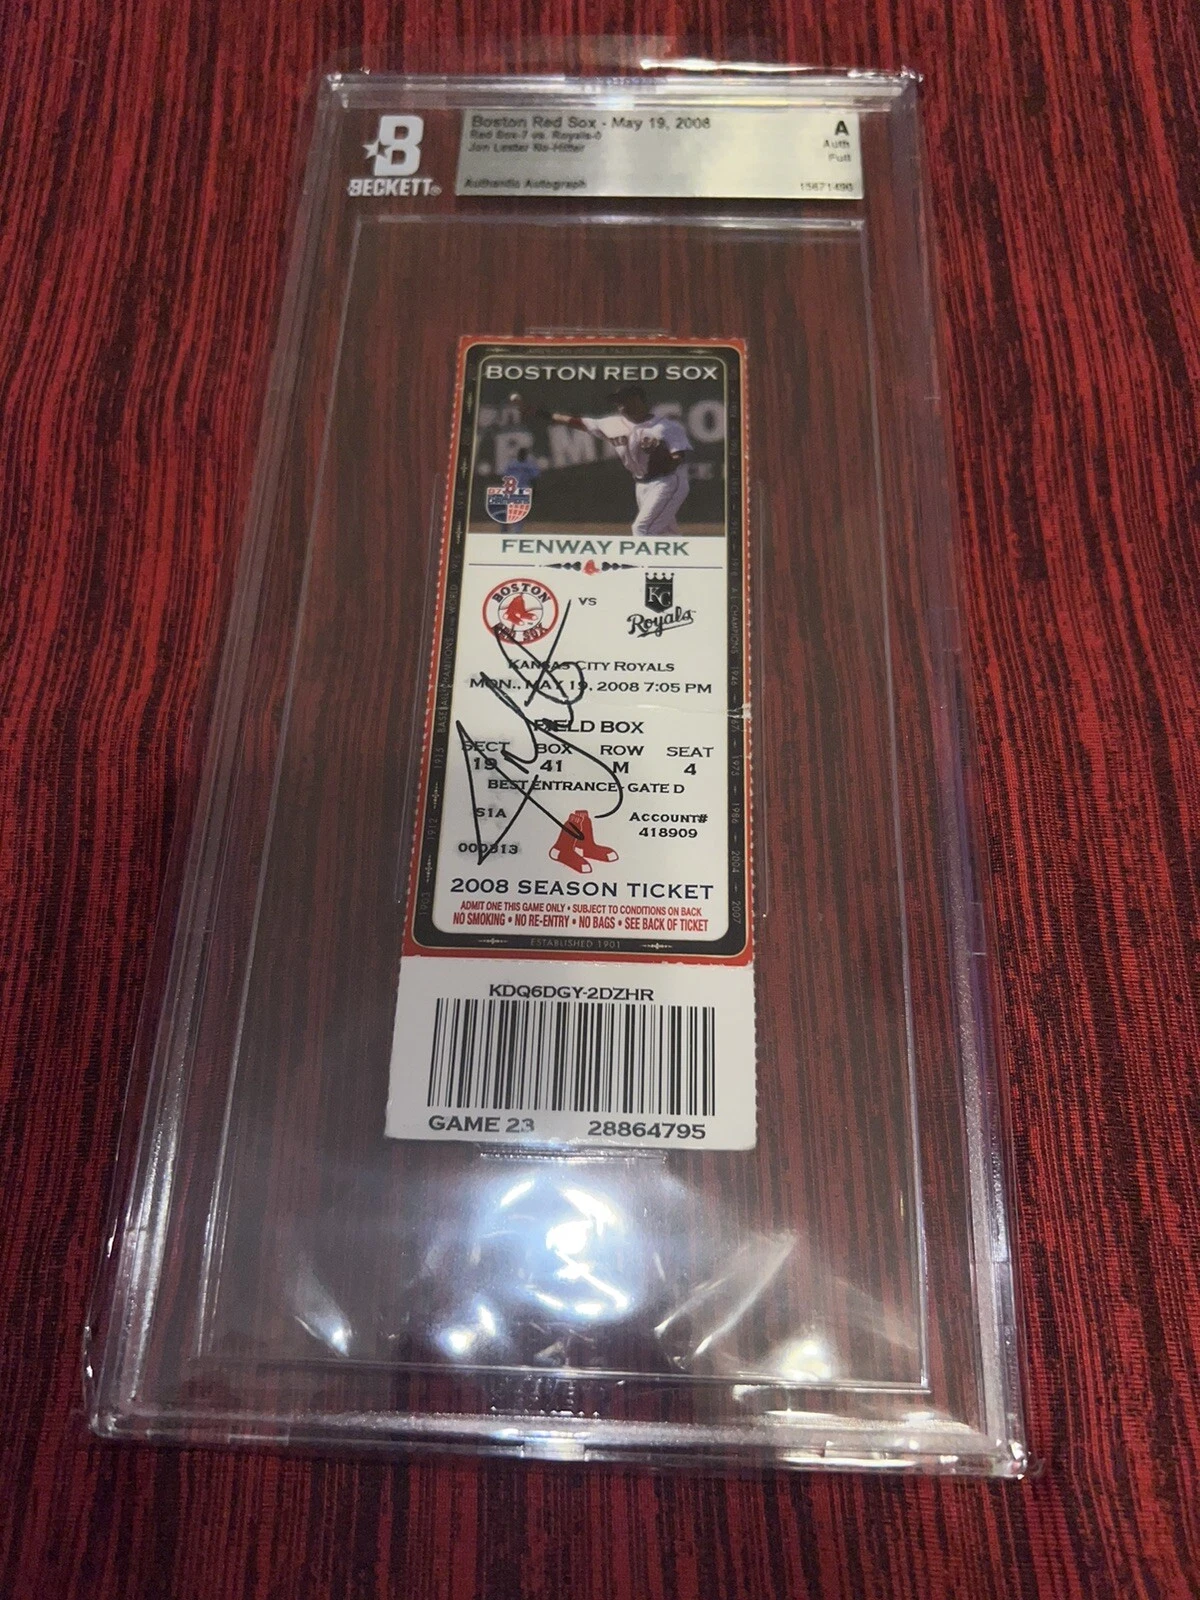 BECKETT®
Boston Red Sox - May 19, 2008
Red Sox-7 vs. Royals-0
Jon Lester No-Hitter
Authentic Autograph
A
Auth
Full
15671490
BOSTON RED SOX
FENWAY PARK
BOSTON
RED SOX
VS
KC
Royals
KANSAS CITY ROYALS
MON., MAY 19, 2008 7:05 PM
FIELD BOX
SECT BOX ROW SEAT
19 41 M 4
BEST ENTRANCE - GATE D
S1A
ACCOUNT#
418909
000313
2008 SEASON TICKET
ADMIT ONE THIS GAME ONLY • SUBJECT TO CONDITIONS ON BACK
NO SMOKING • NO RE-ENTRY • NO BAGS • SEE BACK OF TICKET
ESTABLISHED 1901
KDQ6DGY-2DZHR
GAME 23 28864795